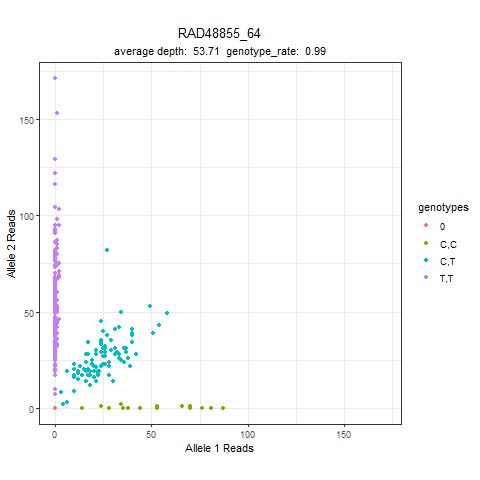 RAD48855_64
average depth:  53.71  genotype_rate:  0.99
Allele 2 Reads
150
100
50
0
0 50 100 150
Allele 1 Reads
genotypes
0
C,C
C,T
T,T